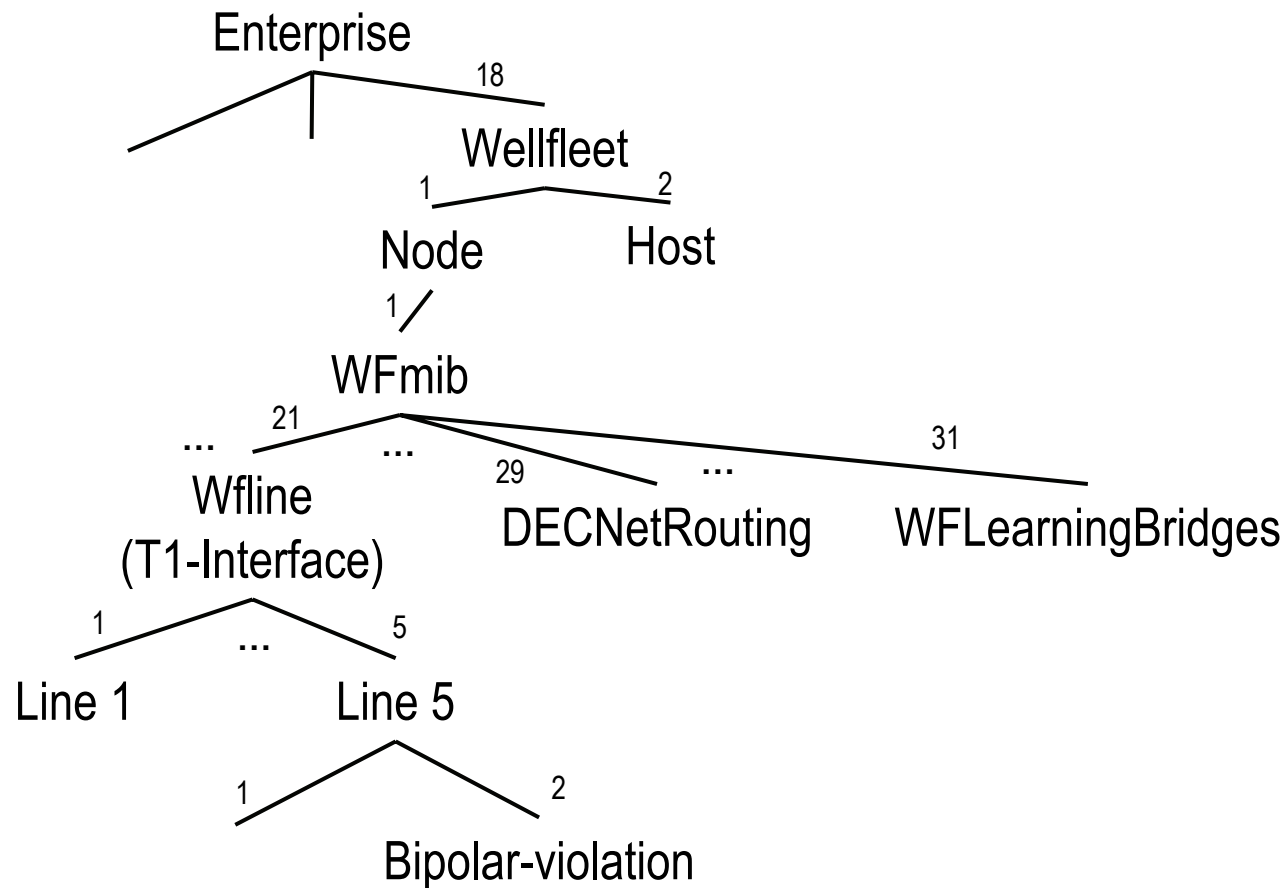 Enterprise
18
Wellfleet
1
2
Node
Host
1
WFmib
21
31
...
...
29
...
Wfline
DECNetRouting
WFLearningBridges
(T1-Interface)
1
5
...
Line 1
Line 5
1
2
Bipolar-violation